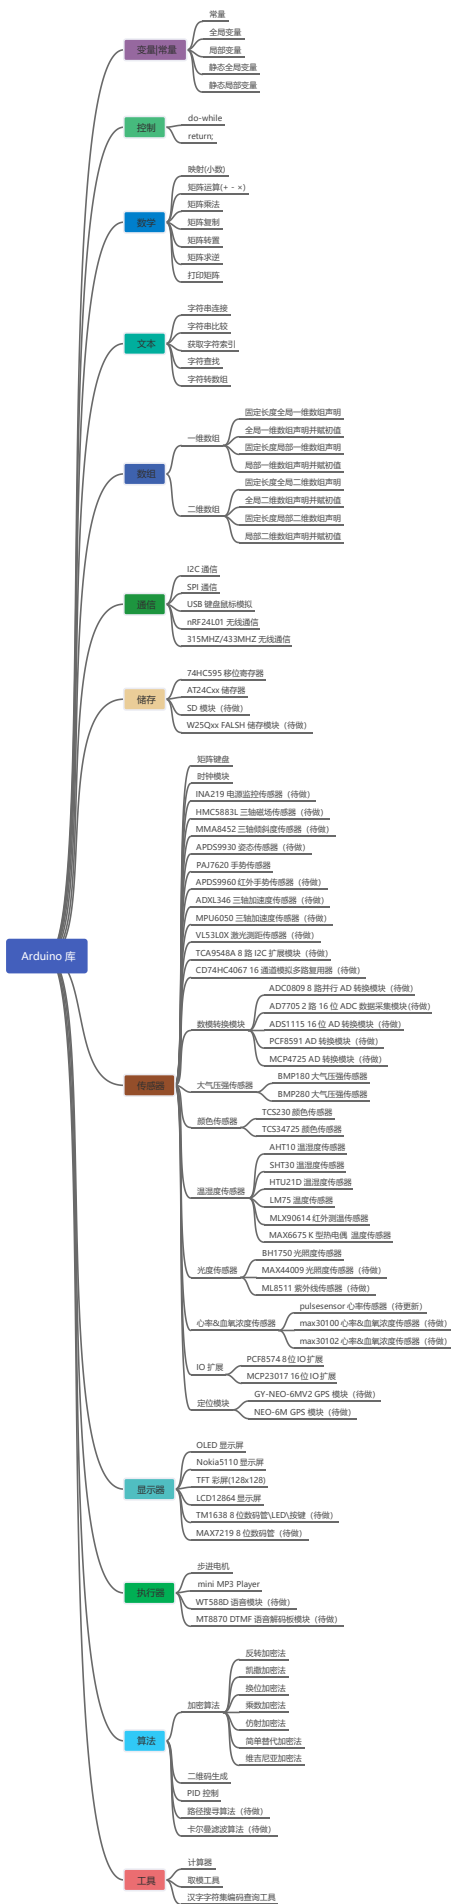 常量
全局变量
变量|常量
局部变量
静态全局变量
静态局部变量
do-while
控制
return;
映射(小数)
矩阵运算(+ - ×)
矩阵乘法
数学
矩阵复制
矩阵转置
矩阵求逆
打印矩阵
字符串连接
字符串比较
文本
获取字符索引
字符查找
字符转数组
固定长度全局一维数组声明
全局一维数组声明并赋初值
一维数组
固定长度局部一维数组声明
局部一维数组声明并赋初值
数组
固定长度全局二维数组声明
全局二维数组声明并赋初值
二维数组
固定长度局部二维数组声明
局部二维数组声明并赋初值
I2C 通信
SPI 通信
通信
USB 键盘鼠标模拟
nRF24L01 无线通信
315MHZ/433MHZ 无线通信
74HC595 移位寄存器
AT24Cxx 储存器
储存
SD 模块（待做）
W25Qxx FALSH 储存模块（待做）
矩阵键盘
时钟模块
INA219 电源监控传感器（待做）
HMC5883L 三轴磁场传感器（待做）
MMA8452 三轴倾斜度传感器（待做）
APDS9930 姿态传感器（待做）
PAJ7620 手势传感器
APDS9960 红外手势传感器（待做）
ADXL346 三轴加速度传感器（待做）
MPU6050 三轴加速度传感器（待做）
VL53L0X 激光测距传感器（待做）
Arduino 库
TCA9548A 8 路 I2C 扩展模块（待做）
CD74HC4067 16 通道模拟多路复用器（待做）
ADC0809 8 路并行 AD 转换模块（待做）
AD7705 2 路 16 位 ADC 数据采集模块(待做)
数模转换模块
ADS1115 16 位 AD 转换模块（待做）
PCF8591 AD 转换模块（待做）
MCP4725 AD 转换模块（待做）
BMP180 大气压强传感器
大气压强传感器
传感器
BMP280 大气压强传感器
TCS230 颜色传感器
颜色传感器
TCS34725 颜色传感器
AHT10 温湿度传感器
SHT30 温湿度传感器
HTU21D 温湿度传感器
温湿度传感器
LM75 温度传感器
MLX90614 红外测温传感器
MAX6675 K 型热电偶 温度传感器
BH1750 光照度传感器
光度传感器
MAX44009 光照度传感器（待做）
ML8511 紫外线传感器（待做）
pulsesensor 心率传感器（待更新）
心率&血氧浓度传感器
max30100 心率&血氧浓度传感器（待做）
max30102 心率&血氧浓度传感器（待做）
PCF8574 8位IO扩展
IO 扩展
MCP23017 16位IO扩展
GY-NEO-6MV2 GPS 模块（待做）
定位模块
NEO-6M GPS 模块（待做）
OLED 显示屏
Nokia5110 显示屏
TFT 彩屏(128x128)
显示器
LCD12864 显示屏
TM1638 8 位数码管\LED\按键（待做）
MAX7219 8 位数码管（待做）
步进电机
mini MP3 Player
执行器
WT588D 语音模块（待做）
MT8870 DTMF 语音解码板模块（待做）
反转加密法
凯撒加密法
换位加密法
加密算法
乘数加密法
仿射加密法
算法
简单替代加密法
维吉尼亚加密法
二维码生成
PID 控制
路径搜寻算法（待做）
卡尔曼滤波算法（待做）
计算器
工具
取模工具
汉字字符集编码查询工具